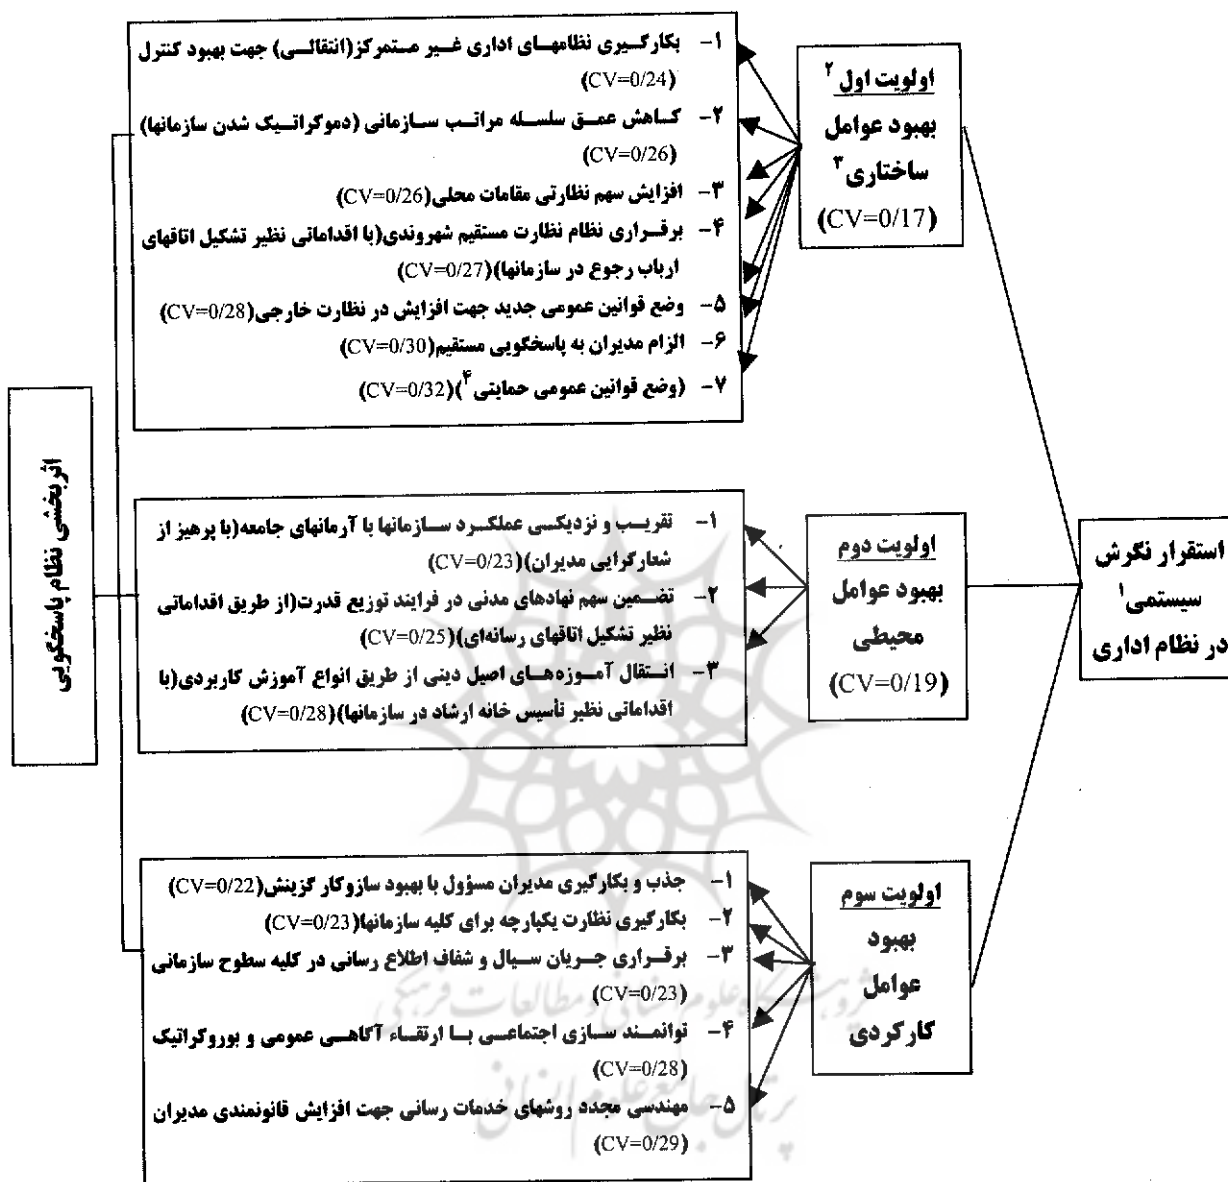 استقرار نگرش
سیستمی۱
در نظام اداری
اولویت اول ۲
بهبود عوامل
ساختاری۳
(CV=0/17)
۱- بکارگیری نظامهای اداری غیر متمرکز(انتقالی) جهت بهبود کنترل
(CV=0/24)
۲- کاهش عمق سلسله مراتب سازمانی (دموکراتیک شدن سازمانها)
(CV=0/26)
۳- افزایش سهم نظارتی مقامات محلی(CV=0/26)
۴- برقراری نظام نظارت مستقیم شهروندی(با اقداماتی نظیر تشکیل اتاقهای
ارباب رجوع در سازمانها)(CV=0/27)
۵- وضع قوانین عمومی جدید جهت افزایش در نظارت خارجی(CV=0/28)
۶- الزام مدیران به پاسخگویی مستقیم(CV=0/30)
۷- (وضع قوانین عمومی حمایتی۴)(CV=0/32)
اولویت دوم
بهبود عوامل
محیطی
(CV=0/19)
۱- تقریب و نزدیکی عملکرد سازمانها با آرمانهای جامعه(با پرهیز از
شعارگرایی مدیران)(CV=0/23)
۲- تضمین سهم نهادهای مدنی در فرایند توزیع قدرت(از طریق اقداماتی
نظیر تشکیل اتاقهای رسانه‌ای)(CV=0/25)
۳- انتقال آموزه‌های اصیل دینی از طریق انواع آموزش کاربردی(با
اقداماتی نظیر تأسیس خانه ارشاد در سازمانها)(CV=0/28)
اولویت سوم
بهبود
عوامل
کارکردی
۱- جذب و بکارگیری مدیران مسؤول با بهبود سازوکار گزینش(CV=0/22)
۲- بکارگیری نظارت یکپارچه برای کلیه سازمانها(CV=0/23)
۳- برقراری جریان سیال و شفاف اطلاع رسانی در کلیه سطوح سازمانی
(CV=0/23)
۴- توانمند سازی اجتماعی با ارتقاء آگاهی عمومی و بوروکراتیک
(CV=0/28)
۵- مهندسی مجدد روشهای خدمات رسانی جهت افزایش قانونمندی مدیران
(CV=0/29)
اثربخشی نظام پاسخگویی
پژوهشگاه علوم انسانی و مطالعات فرهنگی
پرتال جامع علوم انسانی